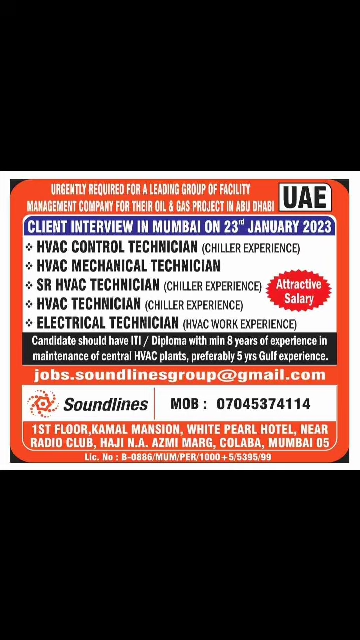 URGENTLY REQUIRED FOR A LEADING GROUP OF FACILITY
MANAGEMENT COMPANY FOR THEIR OIL & GAS PROJECT IN ABU DHABI
UAE
CLIENT INTERVIEW IN MUMBAI ON 23rd JANUARY 2023
❖ HVAC CONTROL TECHNICIAN (CHILLER EXPERIENCE)
❖ HVAC MECHANICAL TECHNICIAN
❖ SR HVAC TECHNICIAN (CHILLER EXPERIENCE)
❖ HVAC TECHNICIAN (CHILLER EXPERIENCE)
❖ ELECTRICAL TECHNICIAN (HVAC WORK EXPERIENCE)
Attractive
Salary
Candidate should have ITI / Diploma with min 8 years of experience in
maintenance of central HVAC plants, preferably 5 yrs Gulf experience.
jobs.soundlinesgroup@gmail.com
Soundlines
MOB : 07045374114
1ST FLOOR,KAMAL MANSION, WHITE PEARL HOTEL, NEAR
RADIO CLUB, HAJI N.A. AZMI MARG, COLABA, MUMBAI 05
Lic. No : B-0886/MUM/PER/1000+5/5395/99